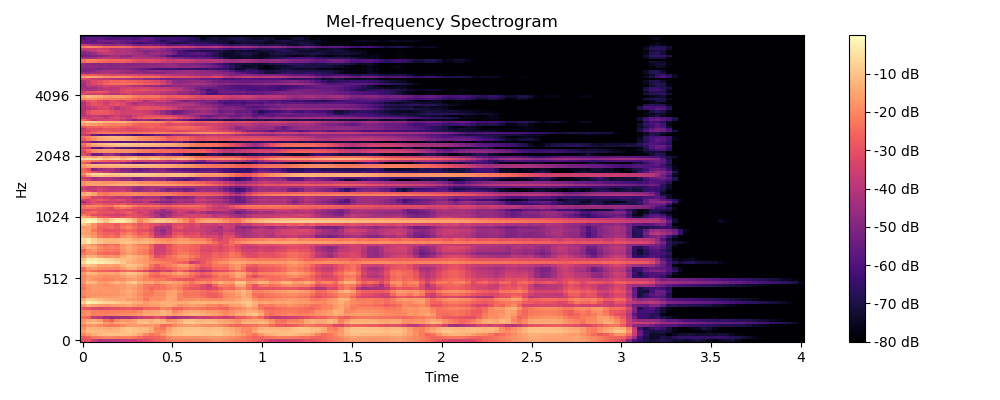 Mel-frequency Spectrogram
Hz
4096
2048
1024
512
0
0 0.5 1 1.5 2 2.5 3 3.5 4
Time
-10 dB
-20 dB
-30 dB
-40 dB
-50 dB
-60 dB
-70 dB
-80 dB